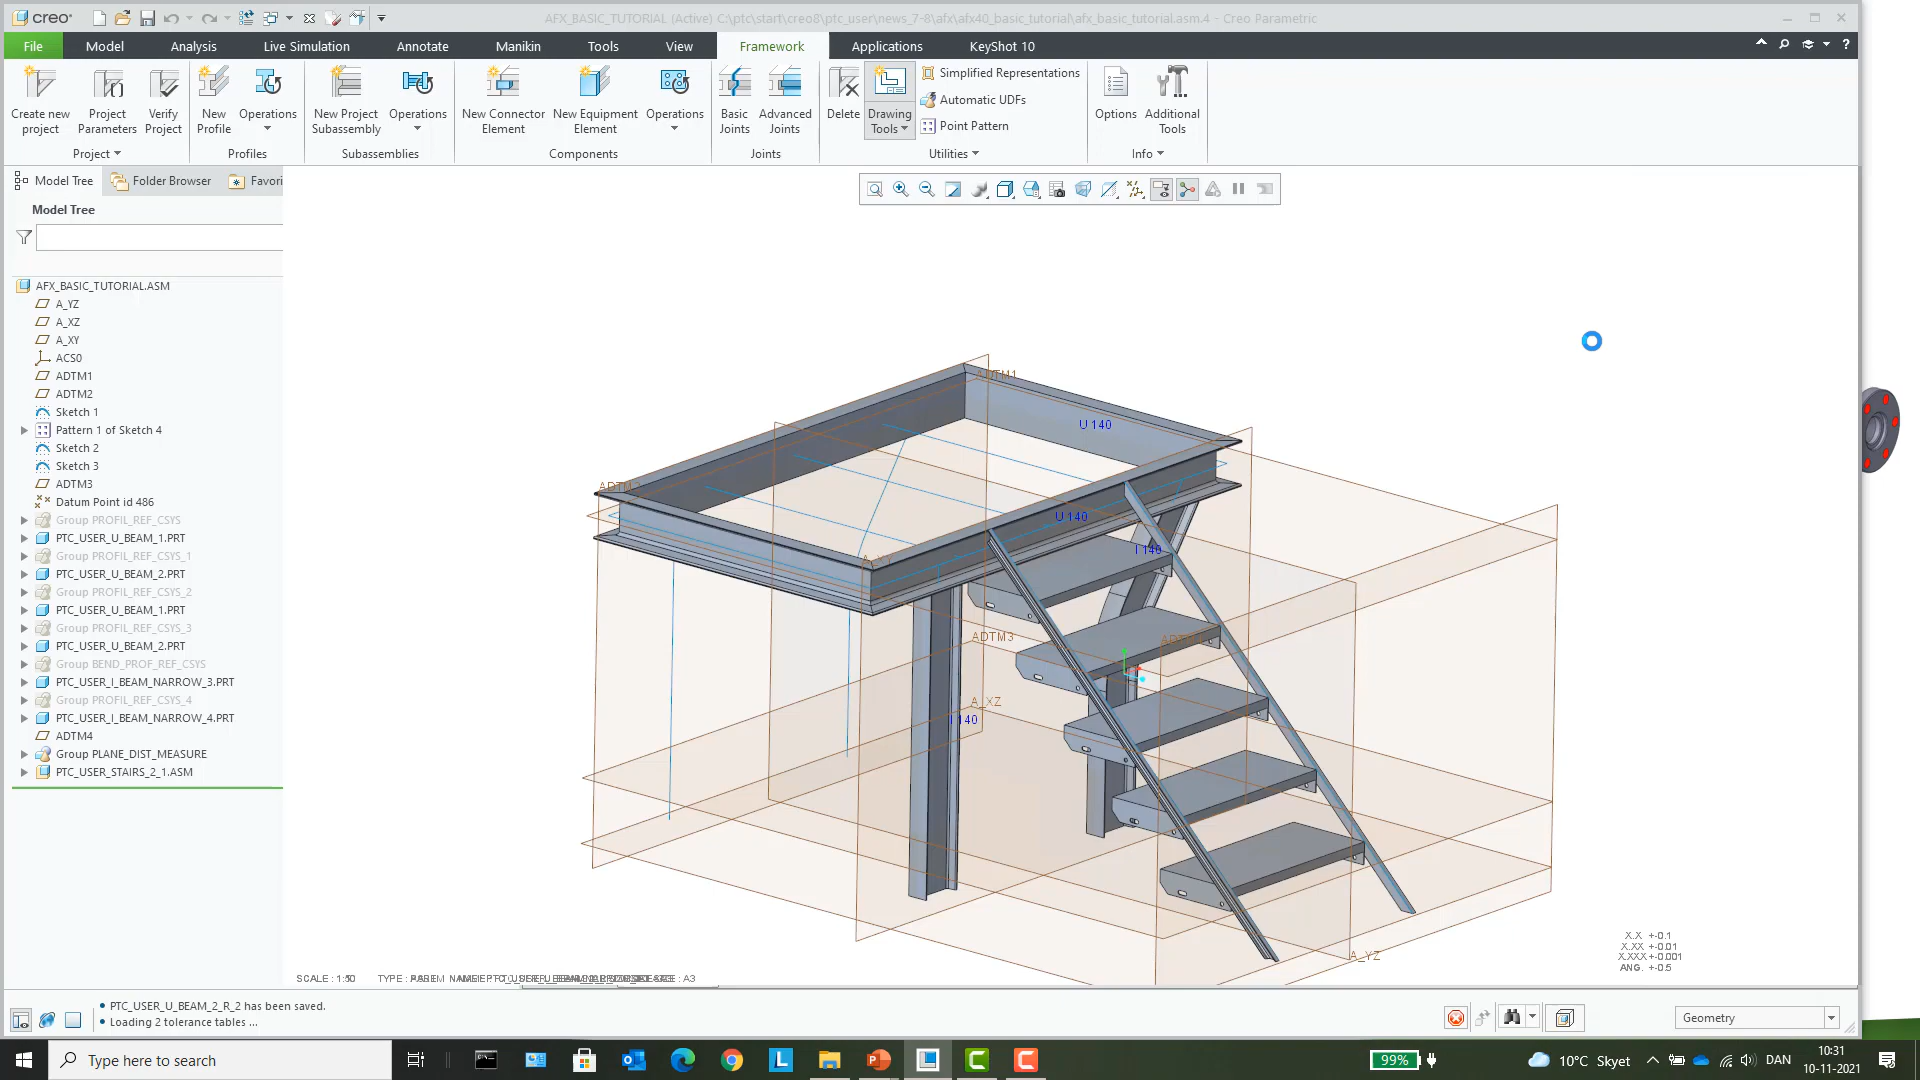 creo
AFX_BASIC_TUTORIAL (Active) C:\ptc\start\creo8\ptc_user\news_7-8\afx\afx40_basic_tutorial\afx_basic_tutorial.asm.4 - Creo Parametric
File Model Analysis Live Simulation Annotate Manikin Tools View Framework Applications KeyShot 10
Create new project
Project Parameters
Verify Project
New Profile
Operations
New Project Subassembly
Operations
New Connector Element
New Equipment Element
Operations
Basic Joints
Advanced Joints
Delete
Drawing Tools
Simplified Representations
Automatic UDFs
Point Pattern
Options
Additional Tools
Project Profiles Subassemblies Components Joints Utilities Info
Model Tree Folder Browser Favori
Model Tree
AFX_BASIC_TUTORIAL.ASM
A_YZ
A_XZ
A_XY
ACS0
ADTM1
ADTM2
Sketch 1
Pattern 1 of Sketch 4
Sketch 2
Sketch 3
ADTM3
Datum Point id 486
Group PROFIL_REF_CSYS
PTC_USER_U_BEAM_1.PRT
Group PROFIL_REF_CSYS_1
PTC_USER_U_BEAM_2.PRT
Group PROFIL_REF_CSYS_2
PTC_USER_U_BEAM_1.PRT
Group PROFIL_REF_CSYS_3
PTC_USER_U_BEAM_2.PRT
Group BEND_PROF_REF_CSYS
PTC_USER_I_BEAM_NARROW_3.PRT
Group PROFIL_REF_CSYS_4
PTC_USER_I_BEAM_NARROW_4.PRT
ADTM4
Group PLANE_DIST_MEASURE
PTC_USER_STAIRS_2_1.ASM
ADTM1
U 140
U 140
I 140
A_XY
ADTM3
A_XZ
I 140
A_YZ
X.X +-0.1
X.XX +-0.01
X.XXX +-0.001
ANG. +-0.5
SCALE :
TYPE :
: A3
PTC_USER_U_BEAM_2_R_2 has been saved.
Loading 2 tolerance tables ...
Geometry
Type here to search
99%
10°C Skyet
DAN
10:31
10-11-2021